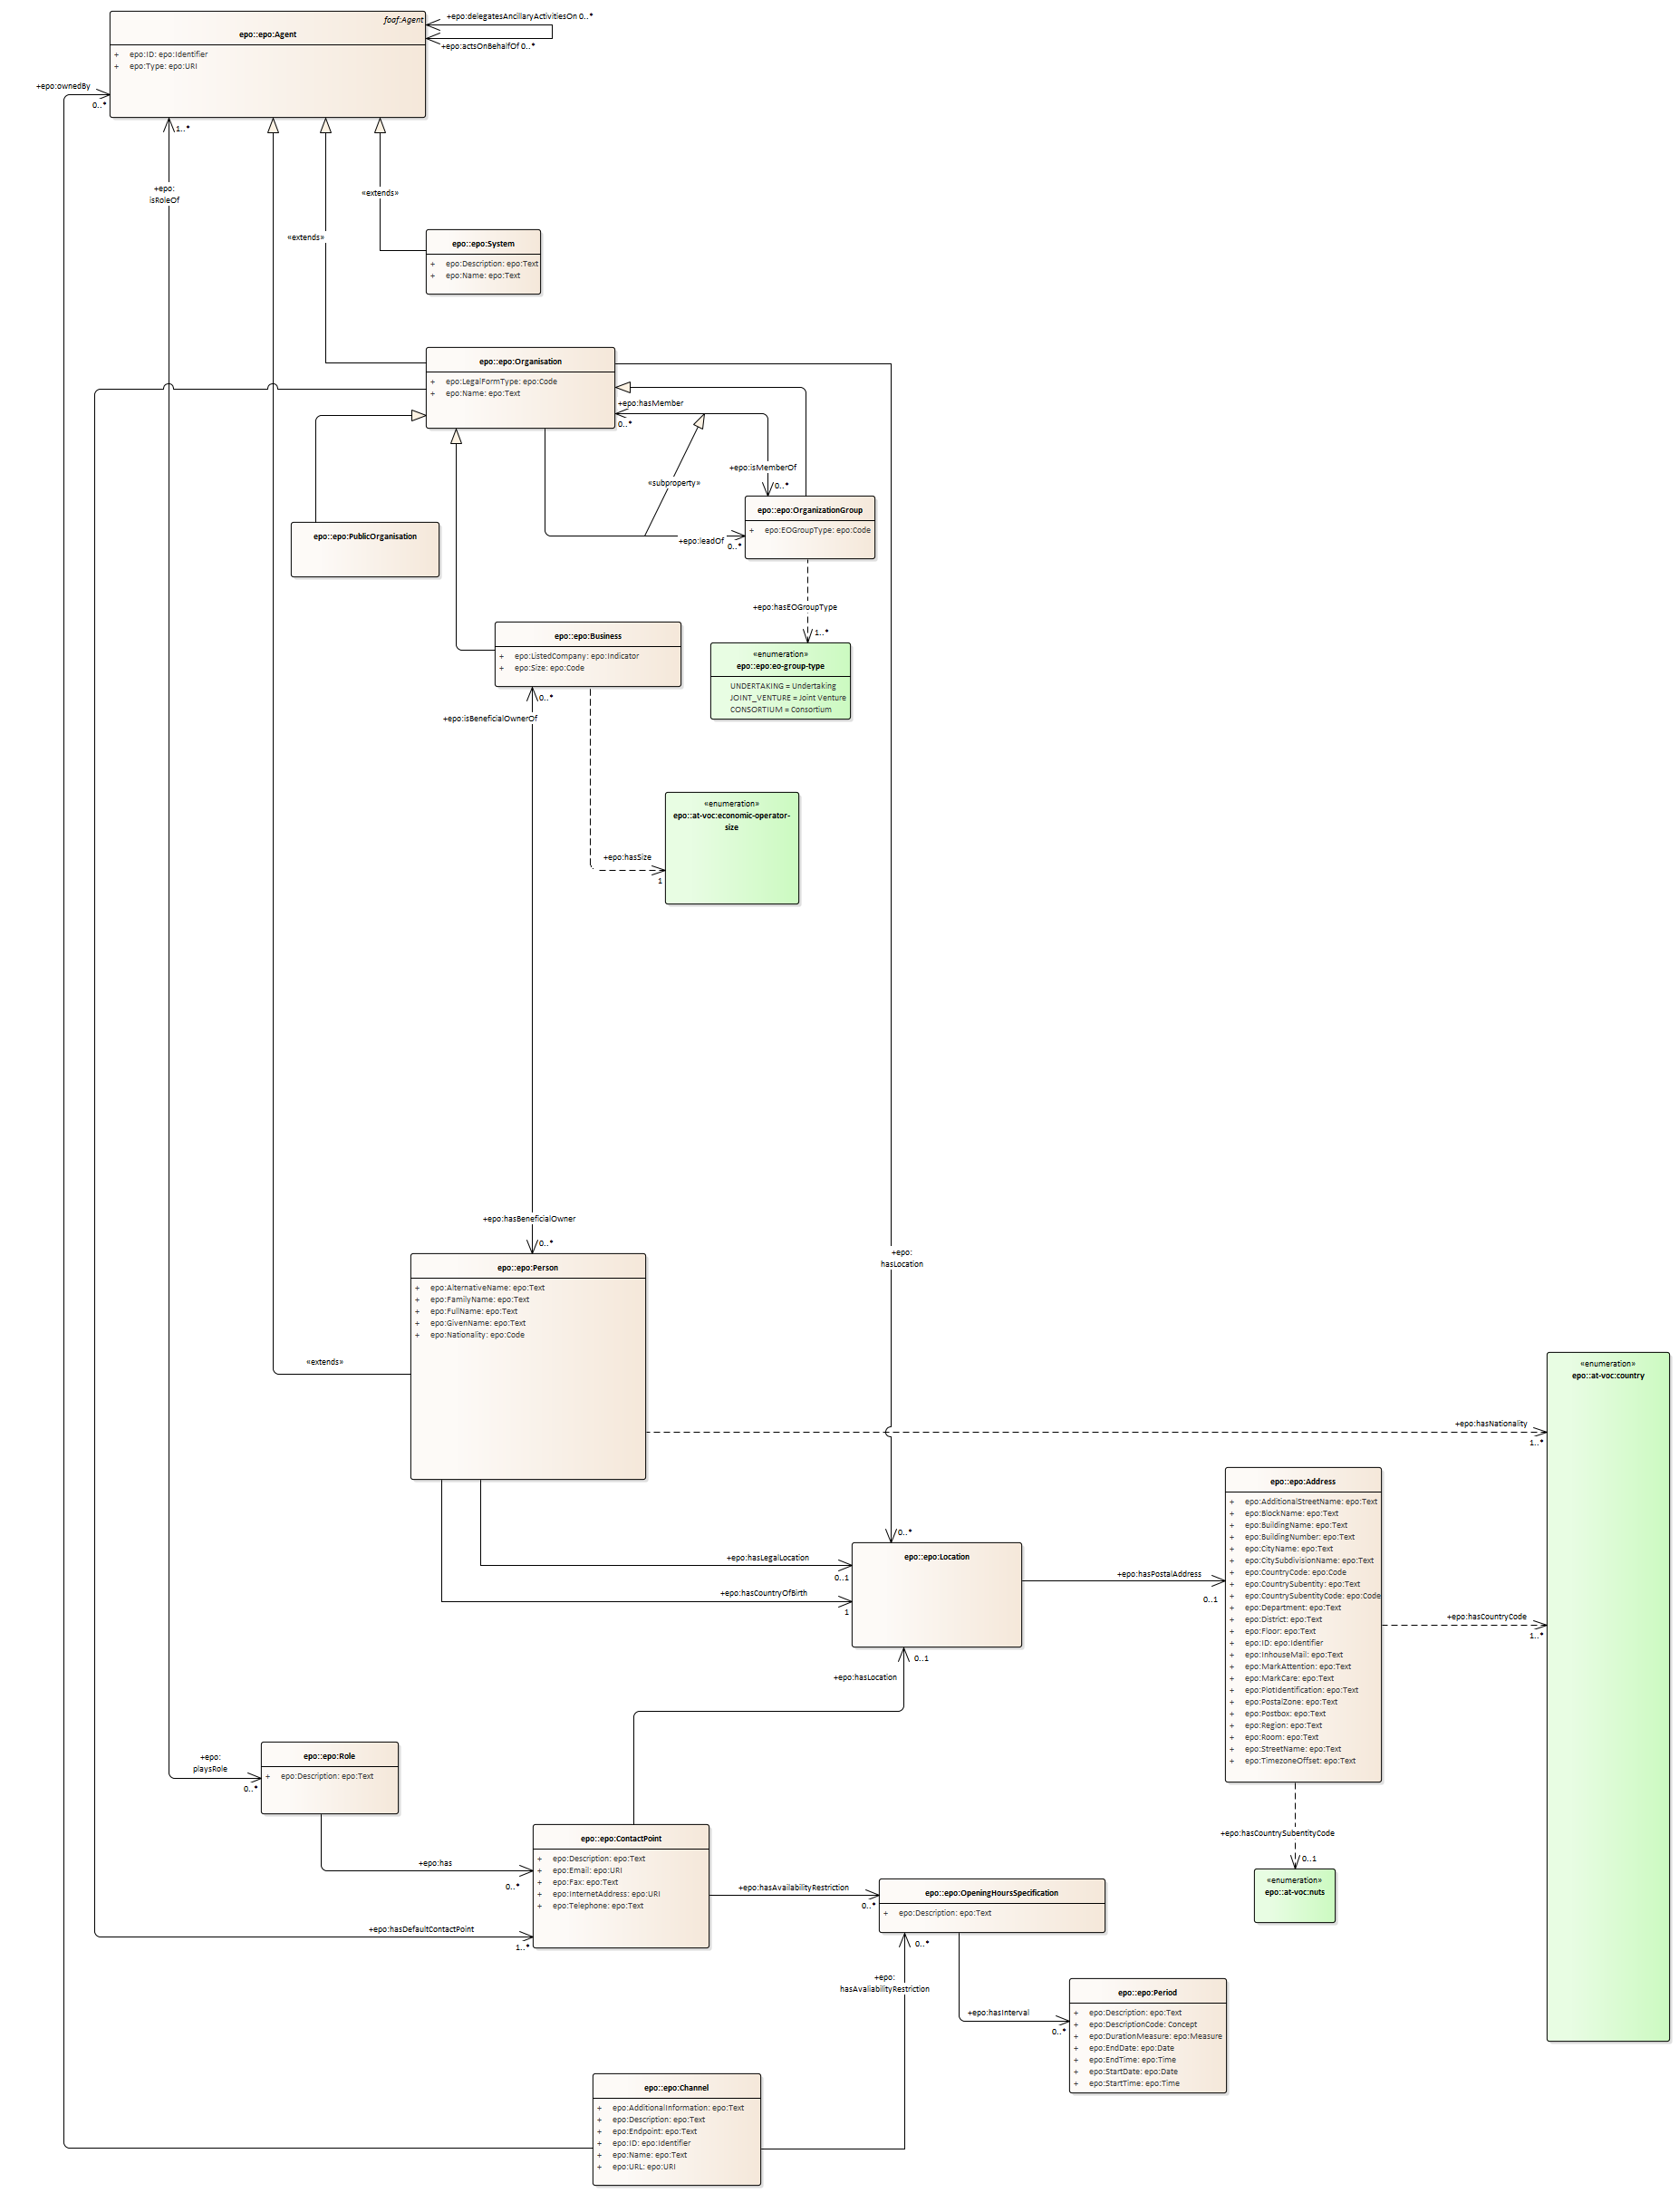 foaf:Agent
epo::epo:Agent
+ epo:ID: epo:Identifier
+ epo:Type: epo:URI
+epo:delegatesAncillaryActivitiesOn 0..*
+epo:actsOnBehalfOf 0..*
+epo:ownedBy
0..*
1..*
+epo:
isRoleOf
«extends»
«extends»
epo::epo:System
+ epo:Description: epo:Text
+ epo:Name: epo:Text
epo::epo:Organisation
+ epo:LegalFormType: epo:Code
+ epo:Name: epo:Text
+epo:hasMember
0..*
+epo:isMemberOf
0..*
«subproperty»
+epo:leadOf
0..*
epo::epo:OrganizationGroup
+ epo:EOGroupType: epo:Code
epo::epo:PublicOrganisation
+epo:hasEOGroupType
1..*
epo::epo:Business
+ epo:ListedCompany: epo:Indicator
+ epo:Size: epo:Code
«enumeration»
epo::epo:eo-group-type
UNDERTAKING = Undertaking
JOINT_VENTURE = Joint Venture
CONSORTIUM = Consortium
0..*
+epo:isBeneficialOwnerOf
«enumeration»
epo::at-voc:economic-operator-
size
+epo:hasSize
1
+epo:hasBeneficialOwner
0..*
+epo:
hasLocation
epo::epo:Person
+ epo:AlternativeName: epo:Text
+ epo:FamilyName: epo:Text
+ epo:FullName: epo:Text
+ epo:GivenName: epo:Text
+ epo:Nationality: epo:Code
«extends»
«enumeration»
epo::at-voc:country
+epo:hasNationality
1..*
epo::epo:Address
+ epo:AdditionalStreetName: epo:Text
+ epo:BlockName: epo:Text
+ epo:BuildingName: epo:Text
+ epo:BuildingNumber: epo:Text
+ epo:CityName: epo:Text
+ epo:CitySubdivisionName: epo:Text
+ epo:CountryCode: epo:Code
+ epo:CountrySubentity: epo:Text
+ epo:CountrySubentityCode: epo:Code
+ epo:Department: epo:Text
+ epo:District: epo:Text
+ epo:Floor: epo:Text
+ epo:ID: epo:Identifier
+ epo:InhouseMail: epo:Text
+ epo:MarkAttention: epo:Text
+ epo:MarkCare: epo:Text
+ epo:PlotIdentification: epo:Text
+ epo:PostalZone: epo:Text
+ epo:Postbox: epo:Text
+ epo:Region: epo:Text
+ epo:Room: epo:Text
+ epo:StreetName: epo:Text
+ epo:TimezoneOffset: epo:Text
0..*
epo::epo:Location
+epo:hasLegalLocation
0..1
+epo:hasCountryOfBirth
1
+epo:hasPostalAddress
0..1
+epo:hasCountryCode
1..*
0..1
+epo:hasLocation
epo::epo:Role
+ epo:Description: epo:Text
+epo:
playsRole
0..*
+epo:has
0..*
epo::epo:ContactPoint
+ epo:Description: epo:Text
+ epo:Email: epo:URI
+ epo:Fax: epo:Text
+ epo:InternetAddress: epo:URI
+ epo:Telephone: epo:Text
+epo:hasDefaultContactPoint
1..*
+epo:hasAvailabilityRestriction
0..*
epo::epo:OpeningHoursSpecification
+ epo:Description: epo:Text
+epo:hasCountrySubentityCode
0..1
«enumeration»
epo::at-voc:nuts
0..*
+epo:
hasAvaliabilityRestriction
+epo:hasInterval
0..*
epo::epo:Period
+ epo:Description: epo:Text
+ epo:DescriptionCode: Concept
+ epo:DurationMeasure: epo:Measure
+ epo:EndDate: epo:Date
+ epo:EndTime: epo:Time
+ epo:StartDate: epo:Date
+ epo:StartTime: epo:Time
epo::epo:Channel
+ epo:AdditionalInformation: epo:Text
+ epo:Description: epo:Text
+ epo:Endpoint: epo:Text
+ epo:ID: epo:Identifier
+ epo:Name: epo:Text
+ epo:URL: epo:URI